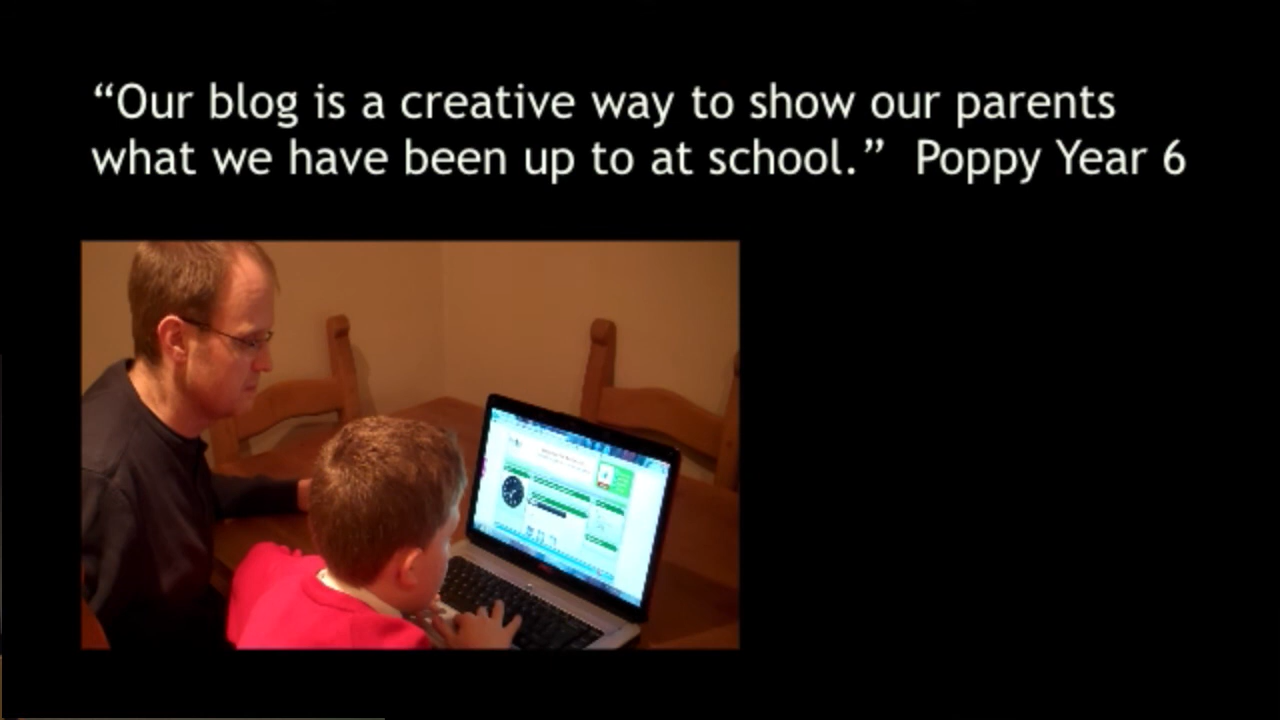 “Our blog is a creative way to show our parents
what we have been up to at school.”  Poppy Year 6